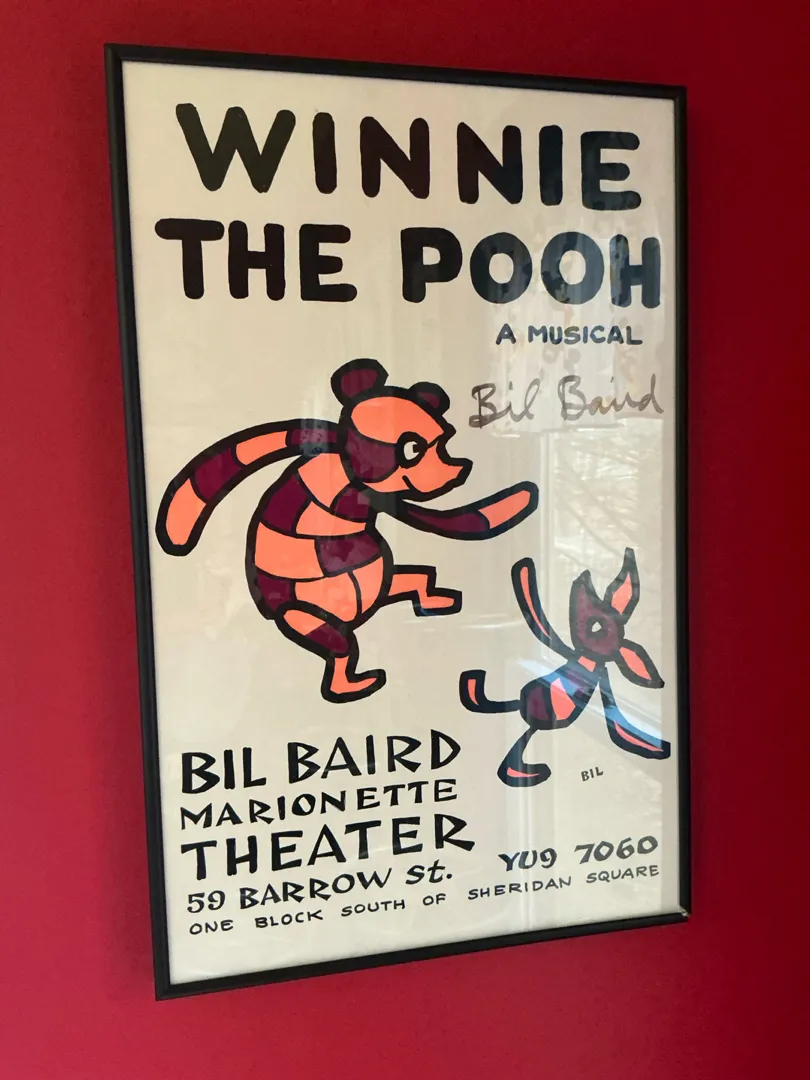 WINNIE
THE POOH
A MUSICAL
Bil Baird
BIL
BIL BAIRD
MARIONETTE
THEATER
59 BARROW St.
YU9 7060
ONE BLOCK SOUTH OF SHERIDAN SQUARE